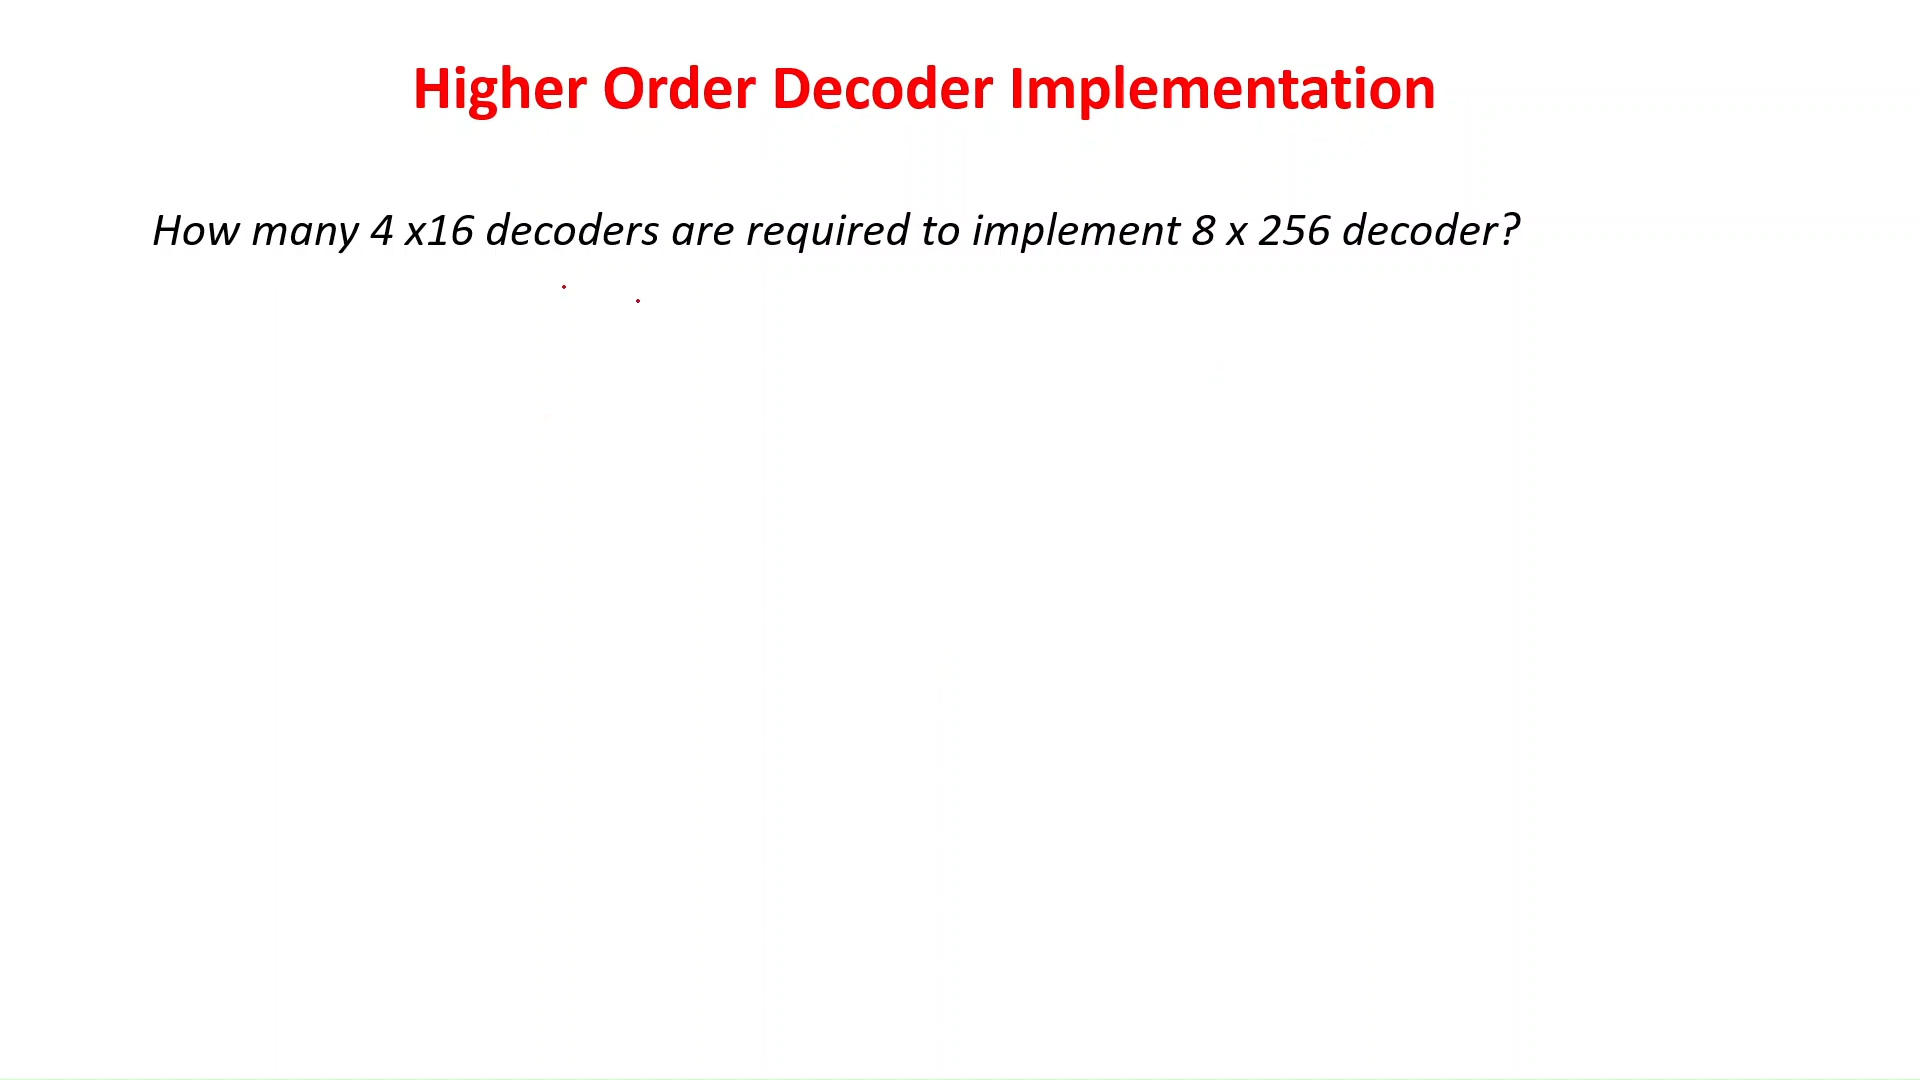 Higher Order Decoder Implementation
How many 4 x16 decoders are required to implement 8 x 256 decoder?